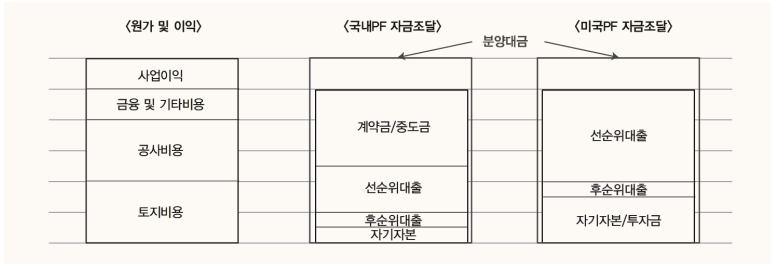 〈원가 및 이익〉
〈국내PF 자금조달〉
분양대금
〈미국PF 자금조달〉
사업이익
금융 및 기타비용
공사비용
토지비용
계약금/중도금
선순위대출
후순위대출
자기자본
선순위대출
후순위대출
자기자본/투자금